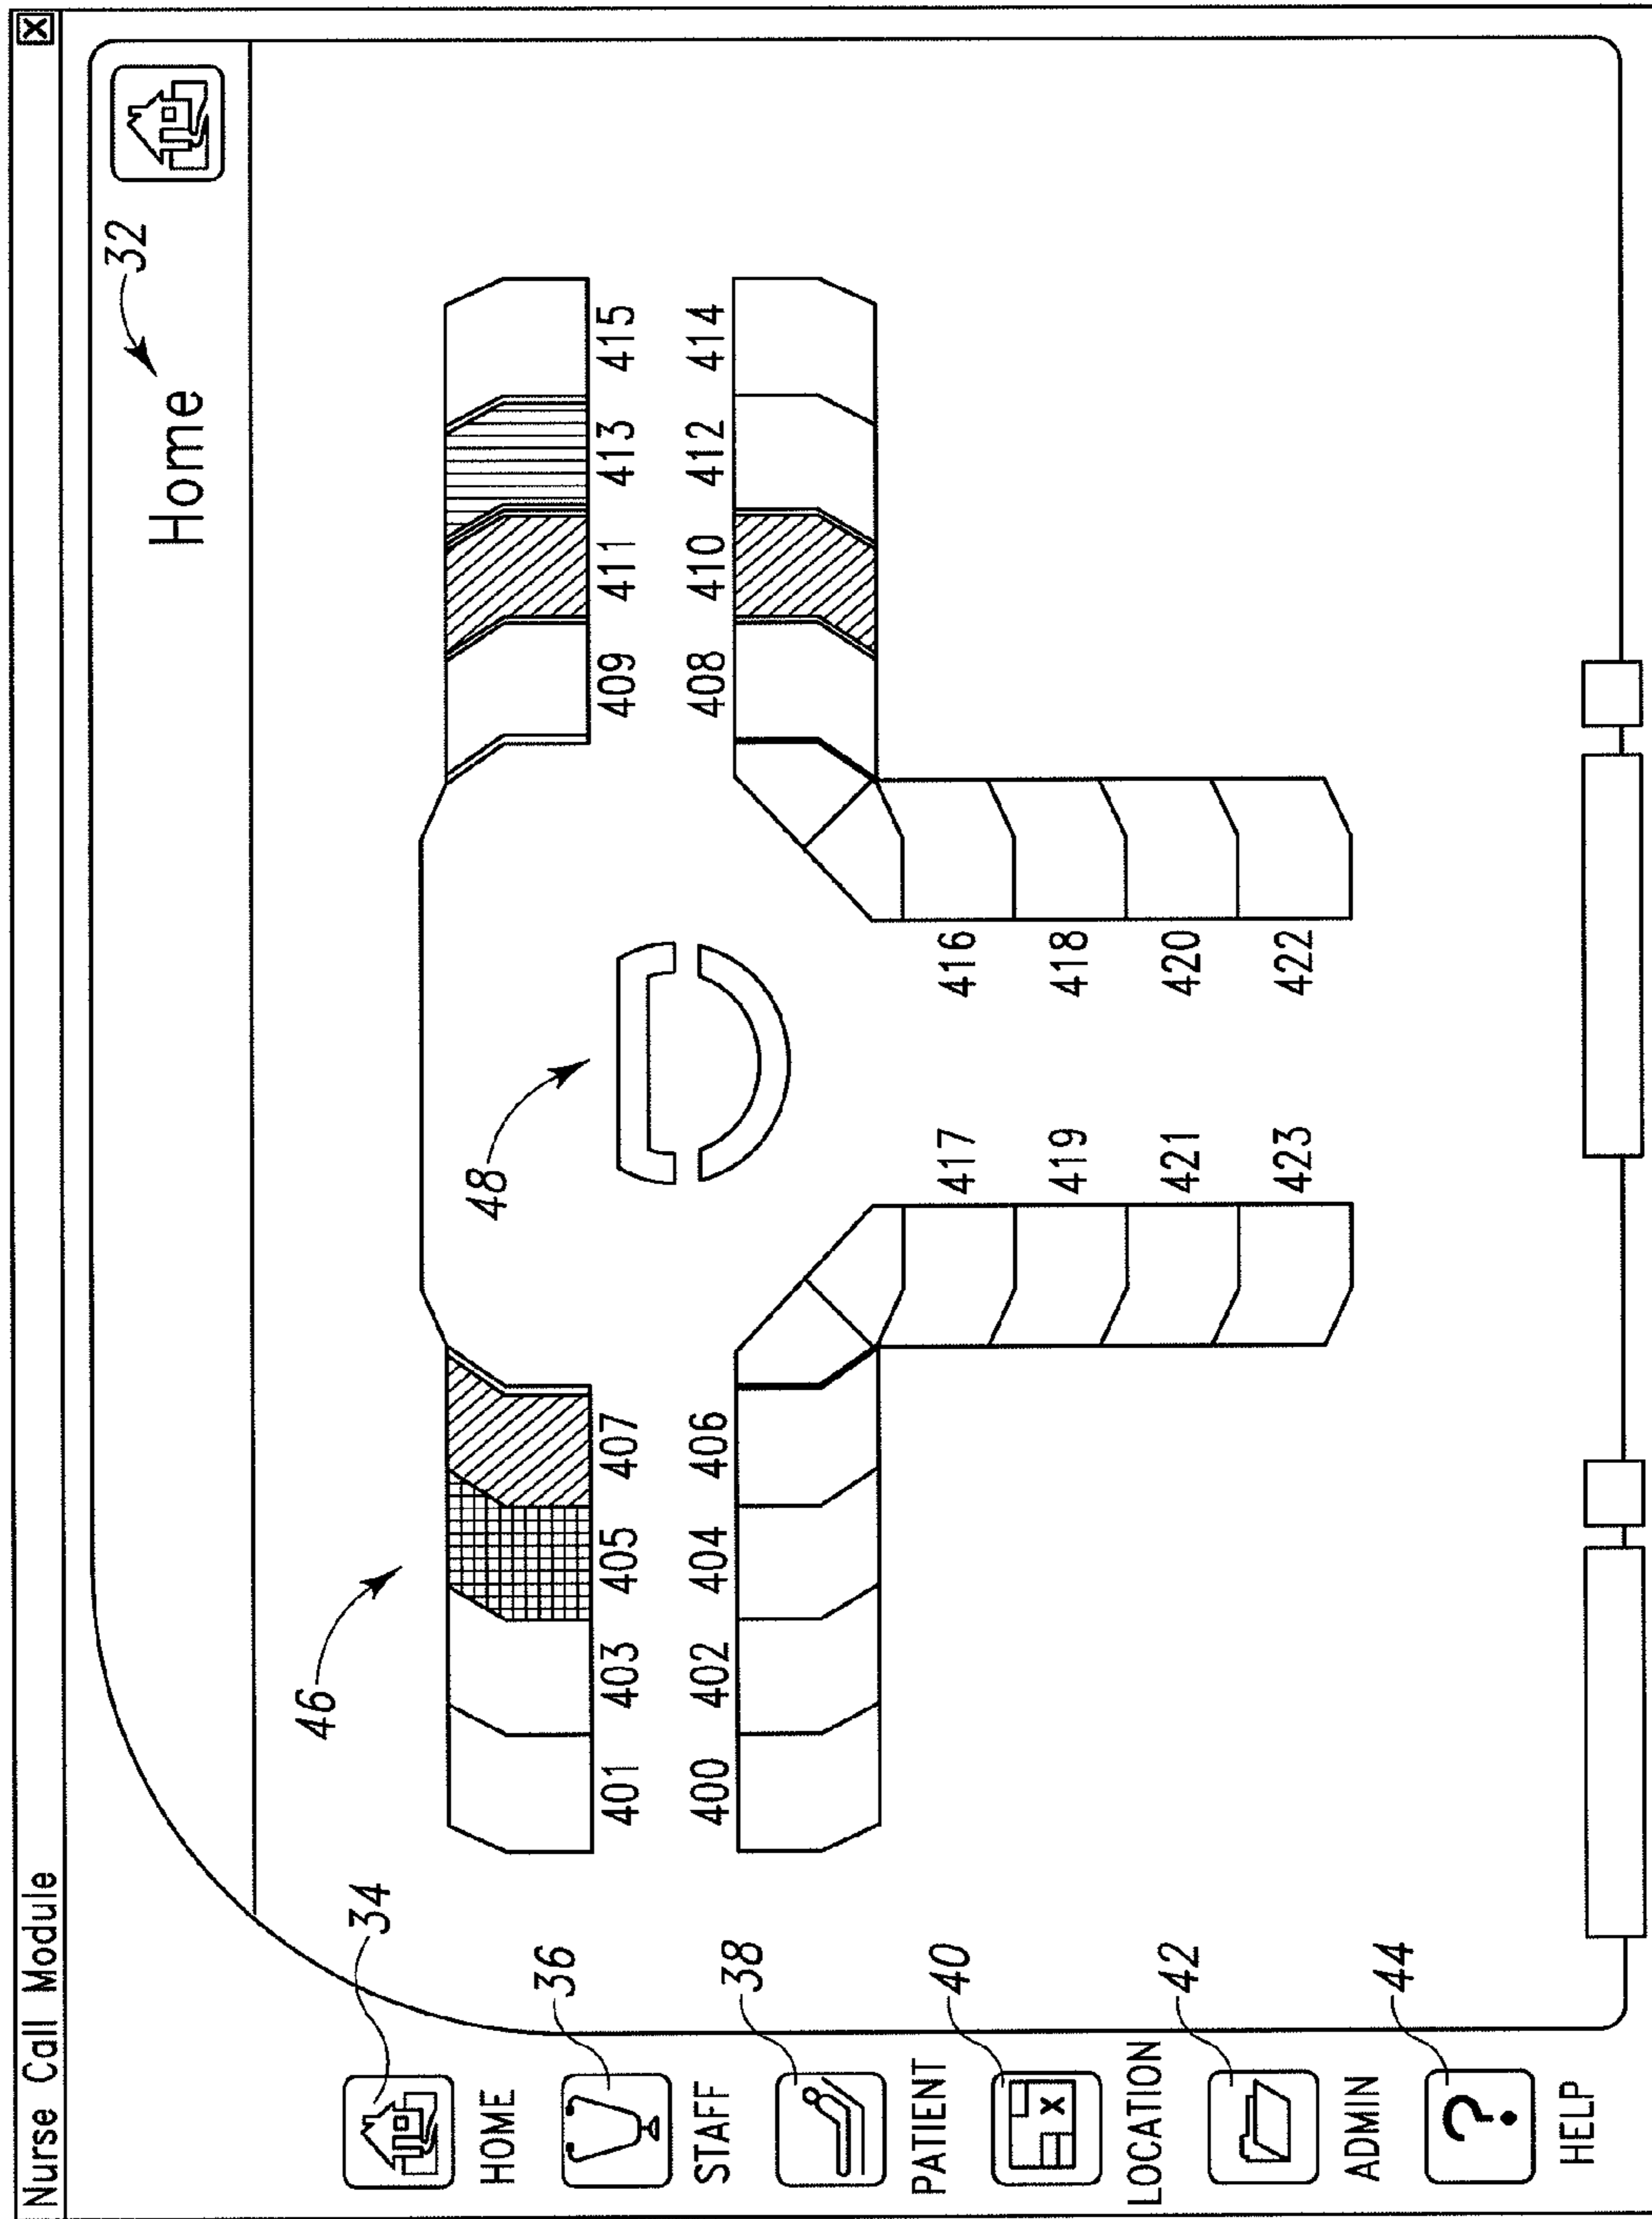 Nurse Call Module
Home 32
34
HOME
36
STAFF
38
PATIENT
40
LOCATION
42
ADMIN
44
HELP
46
48
401 403 405 407 409 411 413 415
400 402 404 406 408 410 412 414
417 416
419 418
421 420
423 422